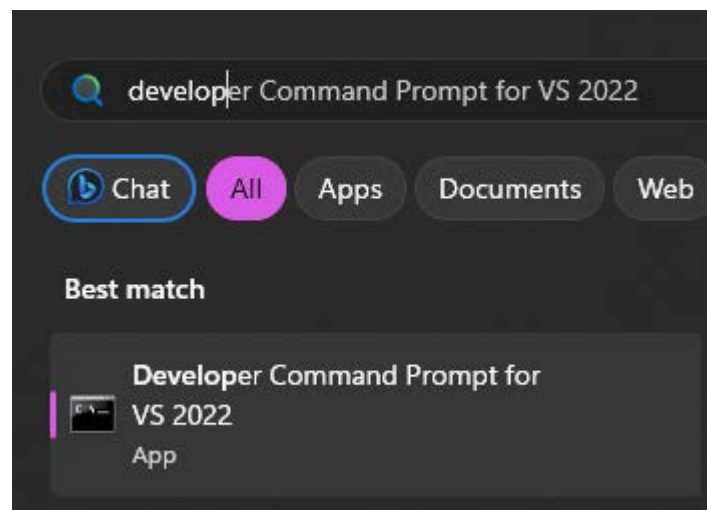 developer Command Prompt for VS 2022
Chat All Apps Documents Web
Best match
Developer Command Prompt for
VS 2022
App